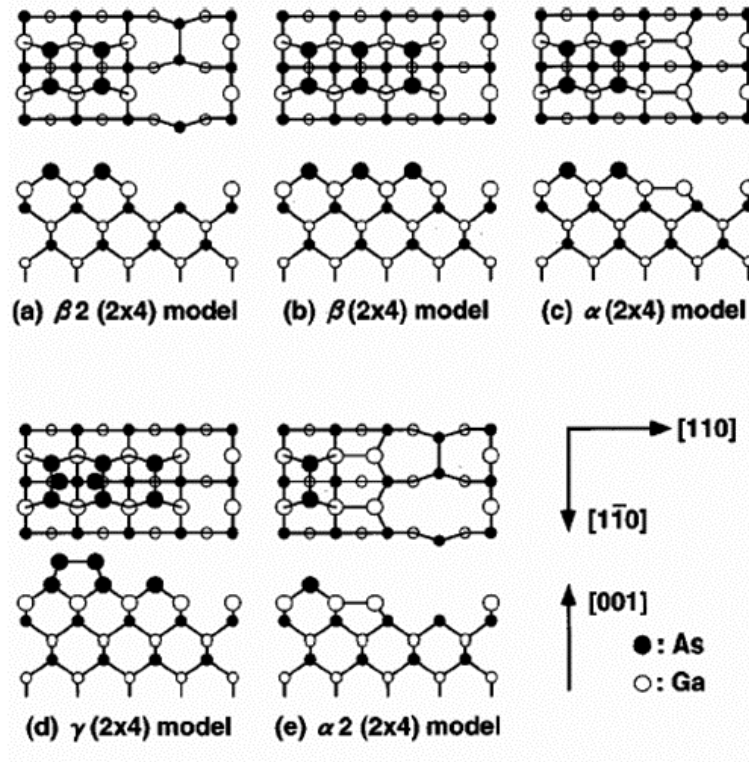 (a) β2 (2x4) model
(b) β(2x4) model
(c) α(2x4) model
[110]
[11̄0]
[001]
● : As
○ : Ga
(d) γ(2x4) model
(e) α2 (2x4) model